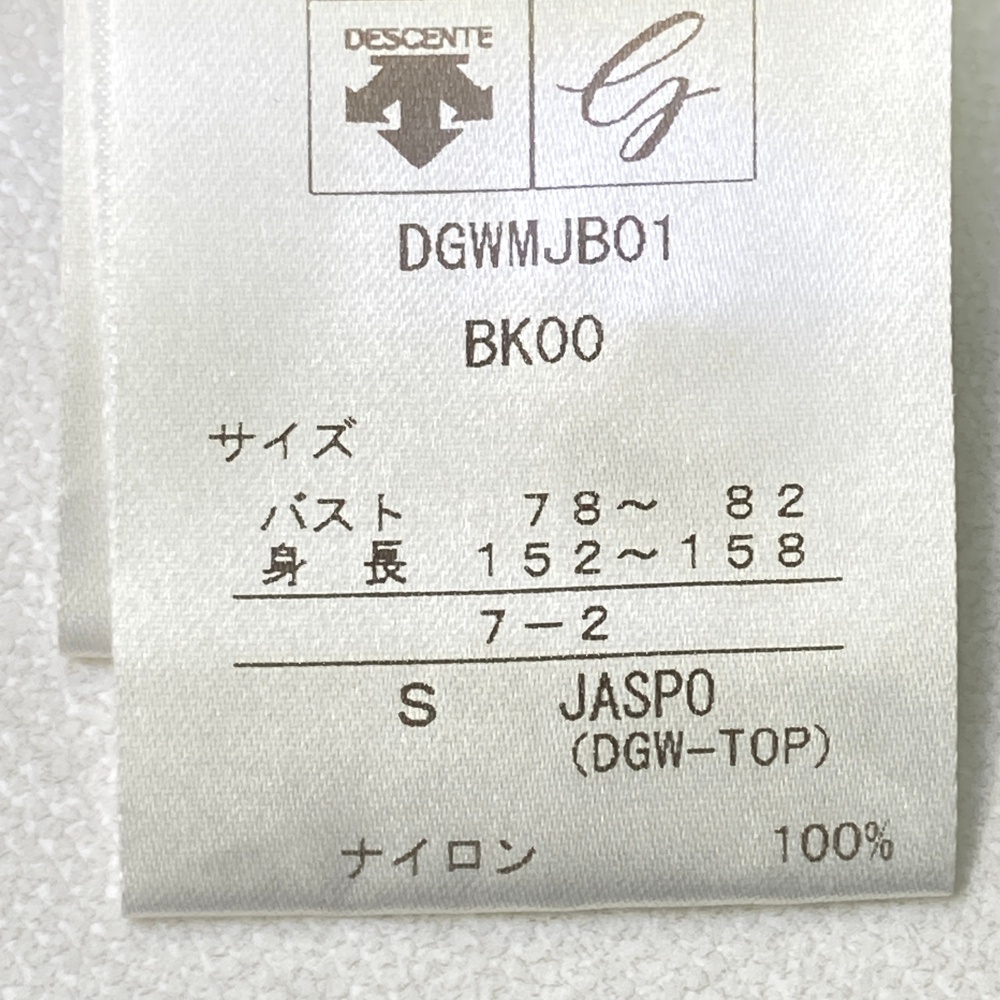 DESCENTE
G
DGWMJB01
BK00
サイズ
バスト 78～ 82
身 長 152～158
7－2
S JASPO
(DGW-TOP)
ナイロン 100%